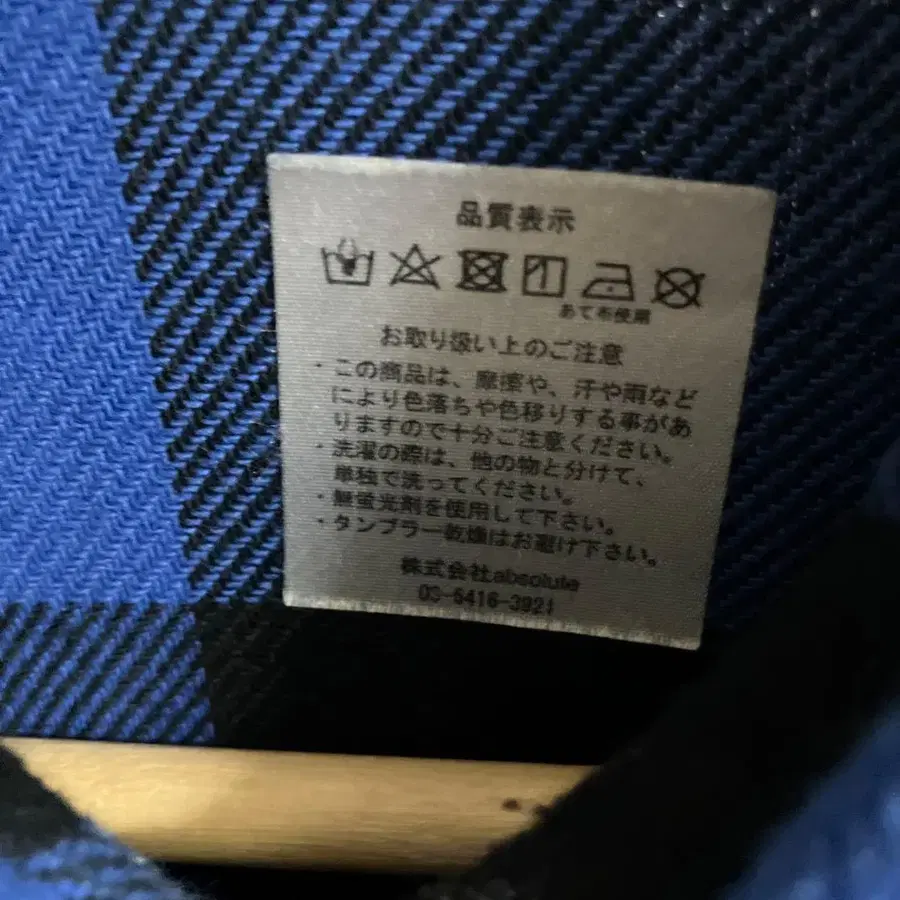 品質表示
あて布使用
お取り扱い上のご注意
・この商品は、摩擦や、汗や雨など
により色落ちや色移りする事があ
りますので十分ご注意ください。
・洗濯の際は、他の物と分けて、
単独で洗ってください。
・無蛍光剤を使用して下さい。
・タンブラー乾燥はお避け下さい。
株式会社absolute
03-5416-3921